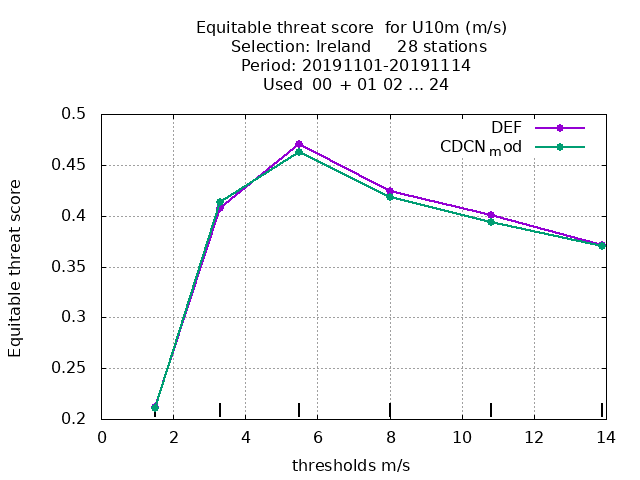 Equitable threat score for U10m (m/s)
Selection: Ireland 28 stations
Period: 20191101-20191114
Used 00 + 01 02 ... 24
DEF
CDCNmod
Equitable threat score
0.5
0.45
0.4
0.35
0.3
0.25
0.2
0 2 4 6 8 10 12 14
thresholds m/s